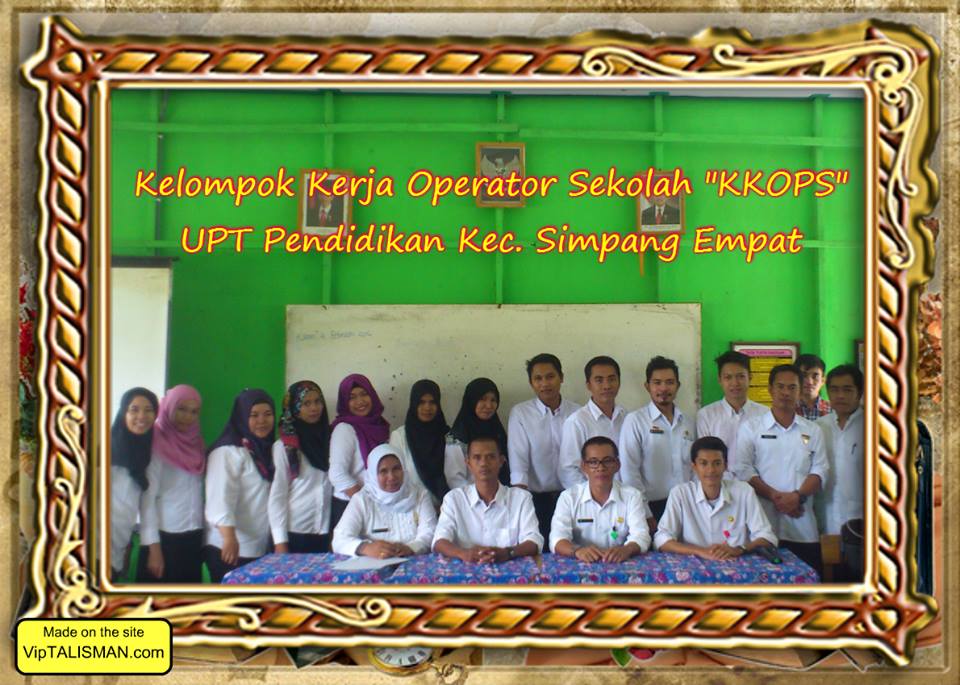 Kelompok Kerja Operator Sekolah "KKOPS"
UPT Pendidikan Kec. Simpang Empat
Made on the site
VipTALISMAN.com